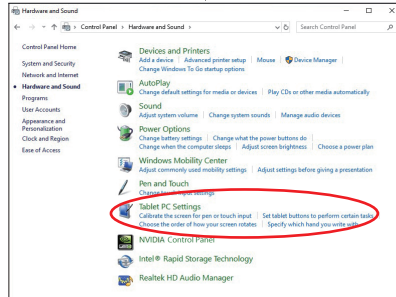 Hardware and Sound
Control Panel > Hardware and Sound >
Search Control Panel
Control Panel Home
System and Security
Network and Internet
Hardware and Sound
Programs
User Accounts
Appearance and
Personalization
Clock and Region
Ease of Access
Devices and Printers
Add a device | Advanced printer setup | Mouse | Device Manager |
Change Windows To Go startup options
AutoPlay
Change default settings for media or devices | Play CDs or other media automatically
Sound
Adjust system volume | Change system sounds | Manage audio devices
Power Options
Change battery settings | Change what the power buttons do |
Change when the computer sleeps | Adjust screen brightness | Choose a power plan
Windows Mobility Center
Adjust commonly used mobility settings | Adjust settings before giving a presentation
Pen and Touch
Change touch input settings
Tablet PC Settings
Calibrate the screen for pen or touch input | Set tablet buttons to perform certain tasks
Choose the order of how your screen rotates | Specify which hand you write with
NVIDIA Control Panel
Intel® Rapid Storage Technology
Realtek HD Audio Manager